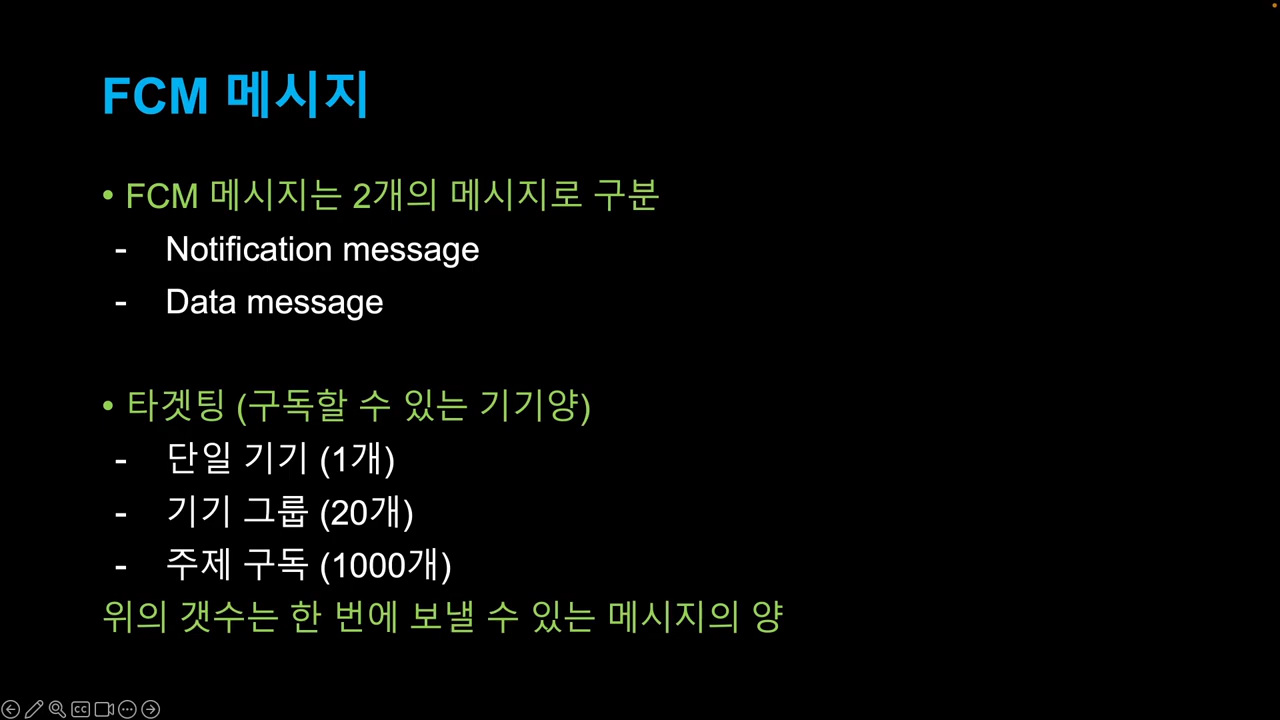 FCM 메시지
• FCM 메시지는 2개의 메시지로 구분
- Notification message
- Data message
• 타겟팅 (구독할 수 있는 기기양)
- 단일 기기 (1개)
- 기기 그룹 (20개)
- 주제 구독 (1000개)
위의 갯수는 한 번에 보낼 수 있는 메시지의 양
CC